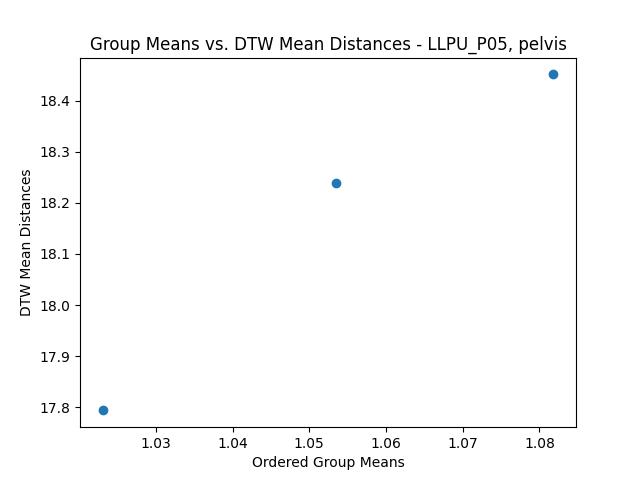 Group Means vs. DTW Mean Distances - LLPU_P05, pelvis
18.4
18.3
18.2
18.1
18.0
17.9
17.8
DTW Mean Distances
1.03 1.04 1.05 1.06 1.07 1.08
Ordered Group Means